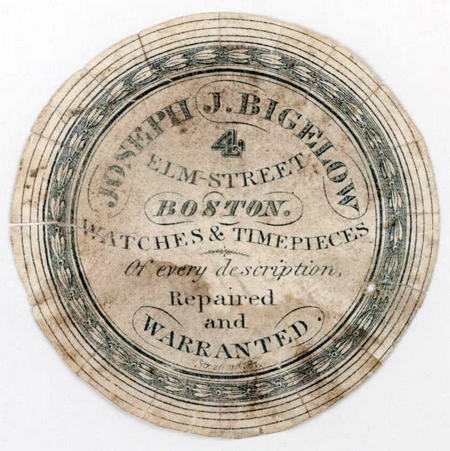 JOSEPH J. BIGELOW
4
ELM-STREET
BOSTON.
WATCHES & TIMEPIECES
Of every description,
Repaired
and
WARRANTED.